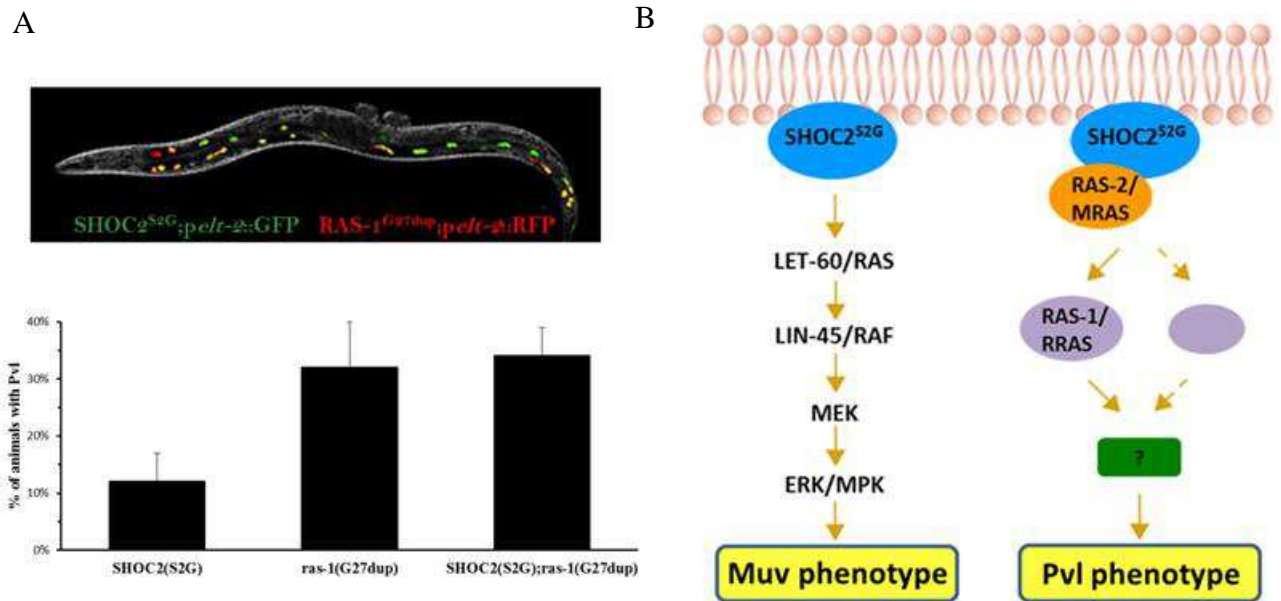 A
SHOC2S2G;pelt-2::GFP RAS-1G27dup;pelt-2::RFP
% of animals with Pvl
40%
30%
20%
10%
0%
SHOC2(S2G) ras-1(G27dup) SHOC2(S2G);ras-1(G27dup)
B
SHOC2S2G
LET-60/RAS
LIN-45/RAF
MEK
ERK/MPK
Muv phenotype
SHOC2S2G
RAS-2/
MRAS
RAS-1/
RRAS
?
Pvl phenotype